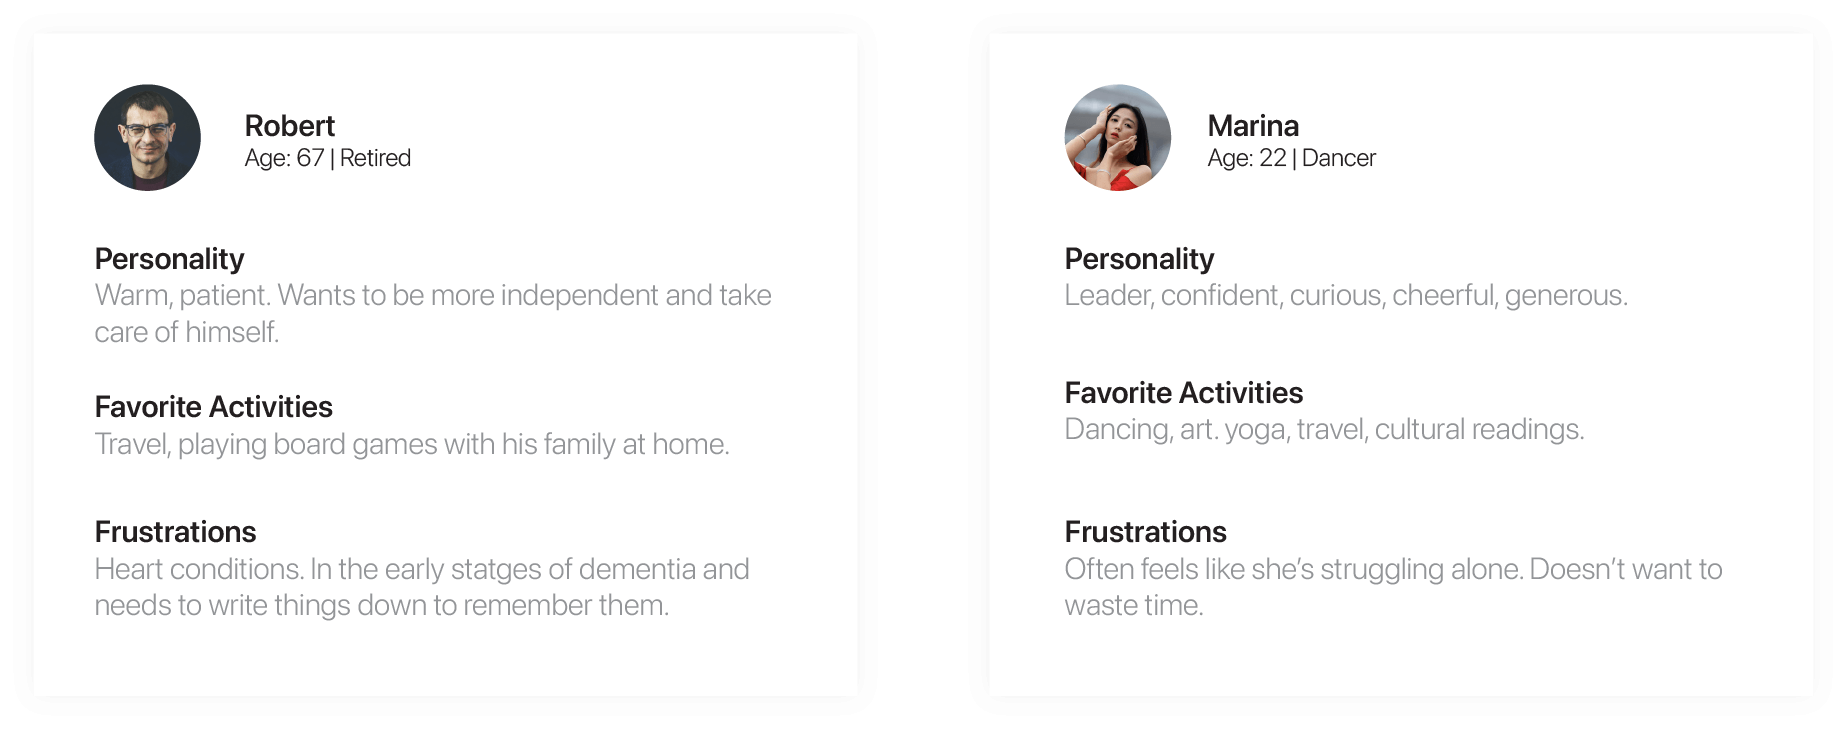 Robert
Age: 67 | Retired
Personality
Warm, patient. Wants to be more independent and take
care of himself.
Favorite Activities
Travel, playing board games with his family at home.
Frustrations
Heart conditions. In the early statges of dementia and
needs to write things down to remember them.
Marina
Age: 22 | Dancer
Personality
Leader, confident, curious, cheerful, generous.
Favorite Activities
Dancing, art. yoga, travel, cultural readings.
Frustrations
Often feels like she’s struggling alone. Doesn’t want to
waste time.